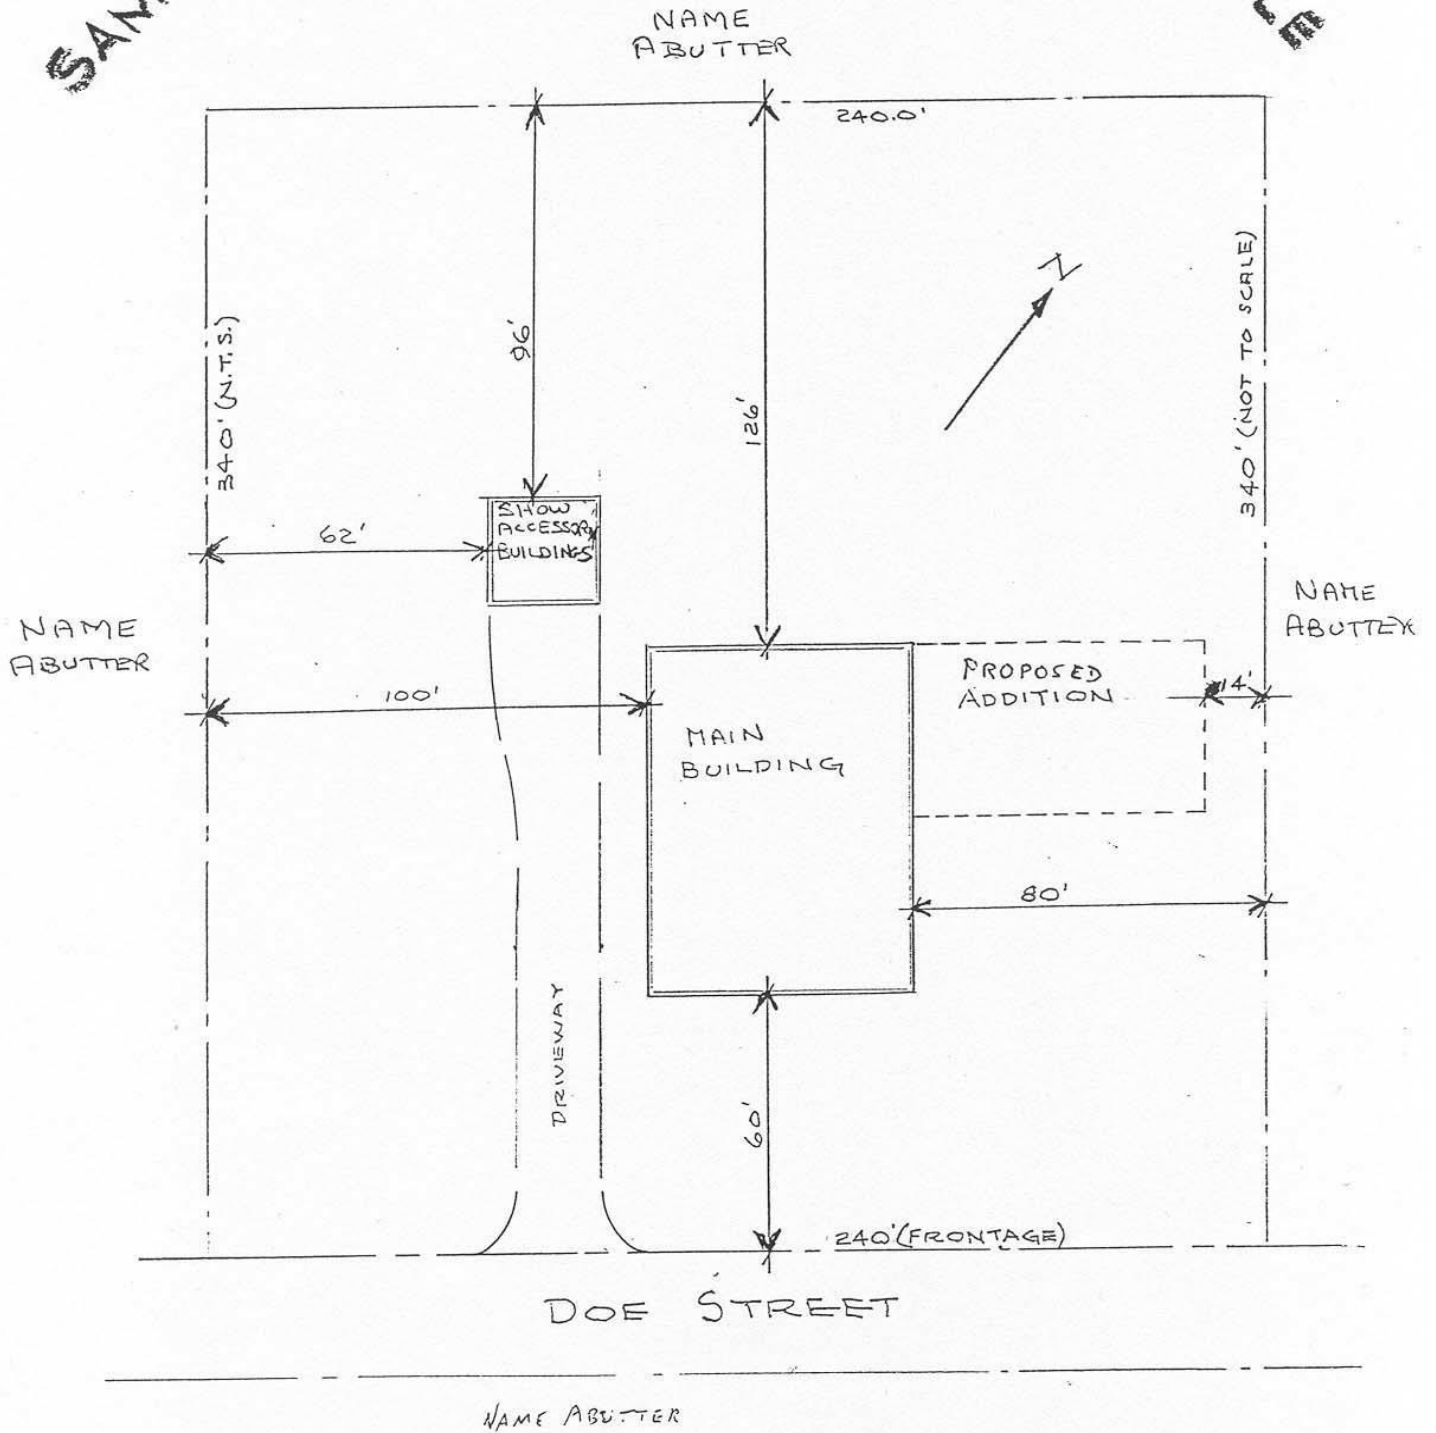 NAME
ABUTTER
240.0'
96'
126'
340' (N.T.S.)
N
340' (NOT TO SCALE)
SHOW
ACCESSORY
BUILDINGS
62'
NAME
ABUTTER
NAME
ABUTTER
100'
PROPOSED
ADDITION
14'
MAIN
BUILDING
80'
DRIVEWAY
60'
240' (FRONTAGE)
DOE STREET
NAME ABUTTER